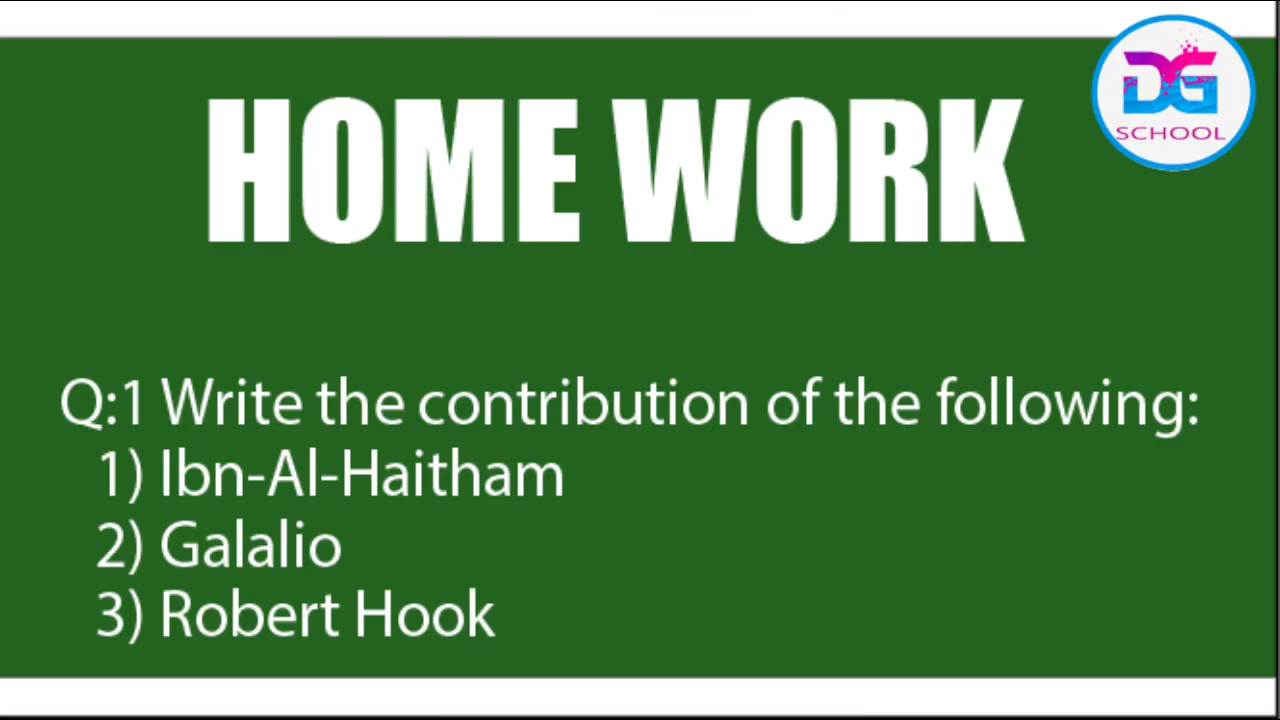 DG
SCHOOL
HOME WORK
Q:1 Write the contribution of the following:
1) Ibn-Al-Haitham
2) Galalio
3) Robert Hook